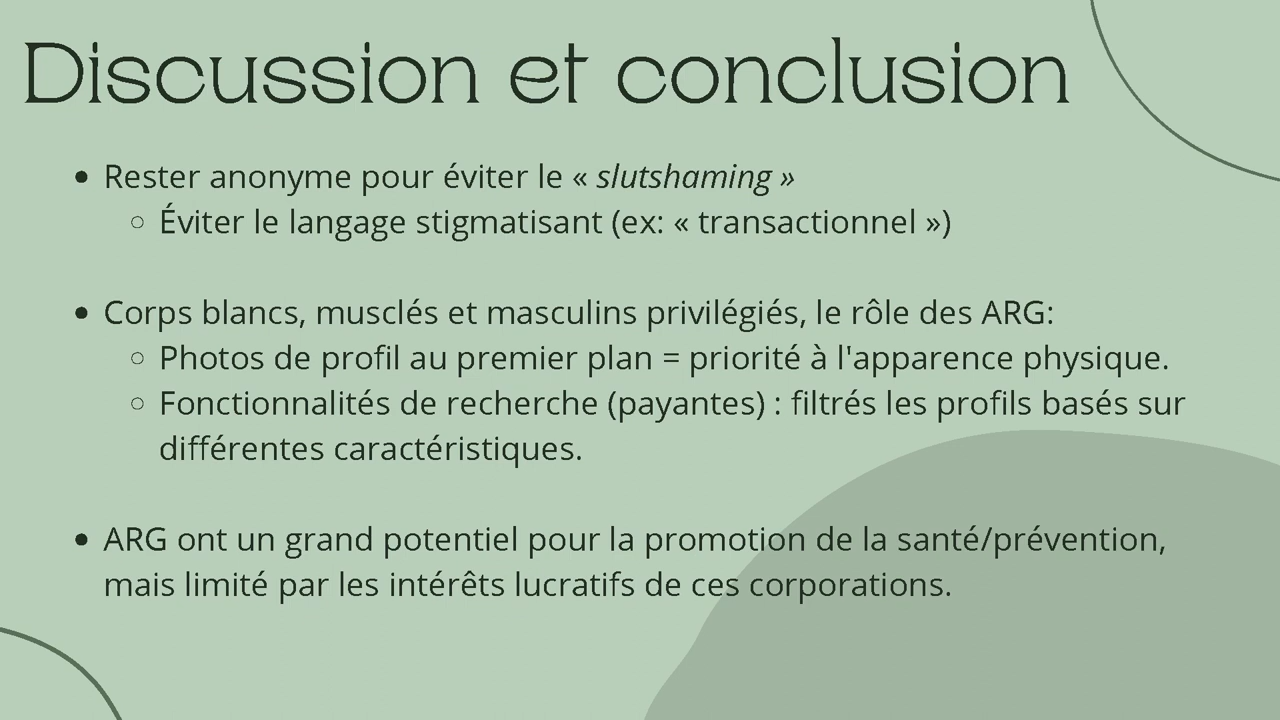 Discussion et conclusion
• Rester anonyme pour éviter le « slutshaming »
○ Éviter le langage stigmatisant (ex: « transactionnel »)
• Corps blancs, musclés et masculins privilégiés, le rôle des ARG:
○ Photos de profil au premier plan = priorité à l'apparence physique.
○ Fonctionnalités de recherche (payantes) : filtrés les profils basés sur
différentes caractéristiques.
• ARG ont un grand potentiel pour la promotion de la santé/prévention,
mais limité par les intérêts lucratifs de ces corporations.